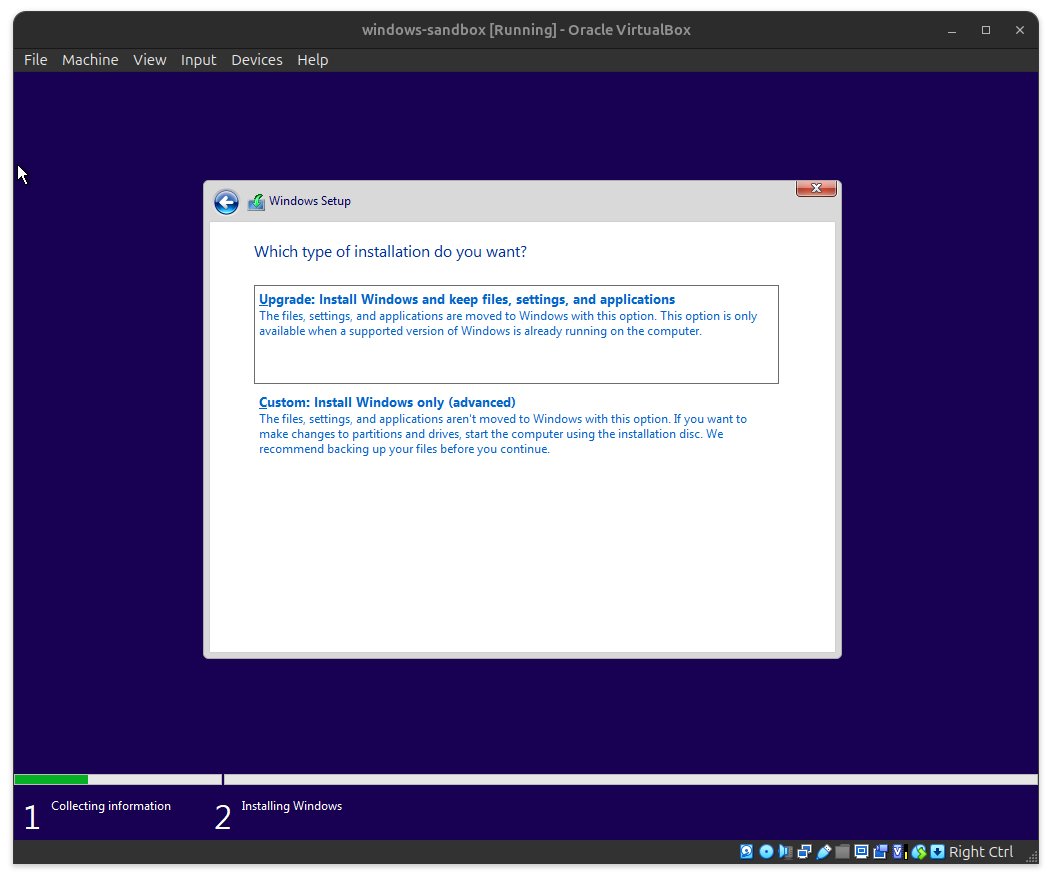 windows-sandbox [Running] - Oracle VirtualBox
File Machine View Input Devices Help
Windows Setup
Which type of installation do you want?
Upgrade: Install Windows and keep files, settings, and applications
The files, settings, and applications are moved to Windows with this option. This option is only
available when a supported version of Windows is already running on the computer.
Custom: Install Windows only (advanced)
The files, settings, and applications aren't moved to Windows with this option. If you want to
make changes to partitions and drives, start the computer using the installation disc. We
recommend backing up your files before you continue.
1 Collecting information 2 Installing Windows
Right Ctrl